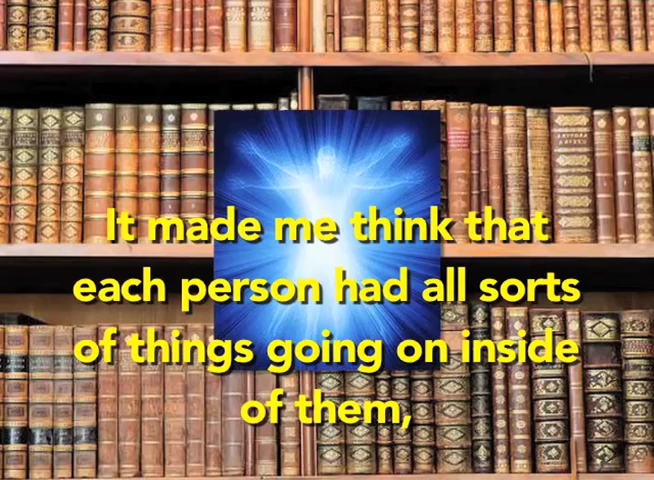 It made me think that
each person had all sorts
of things going on inside
of them,